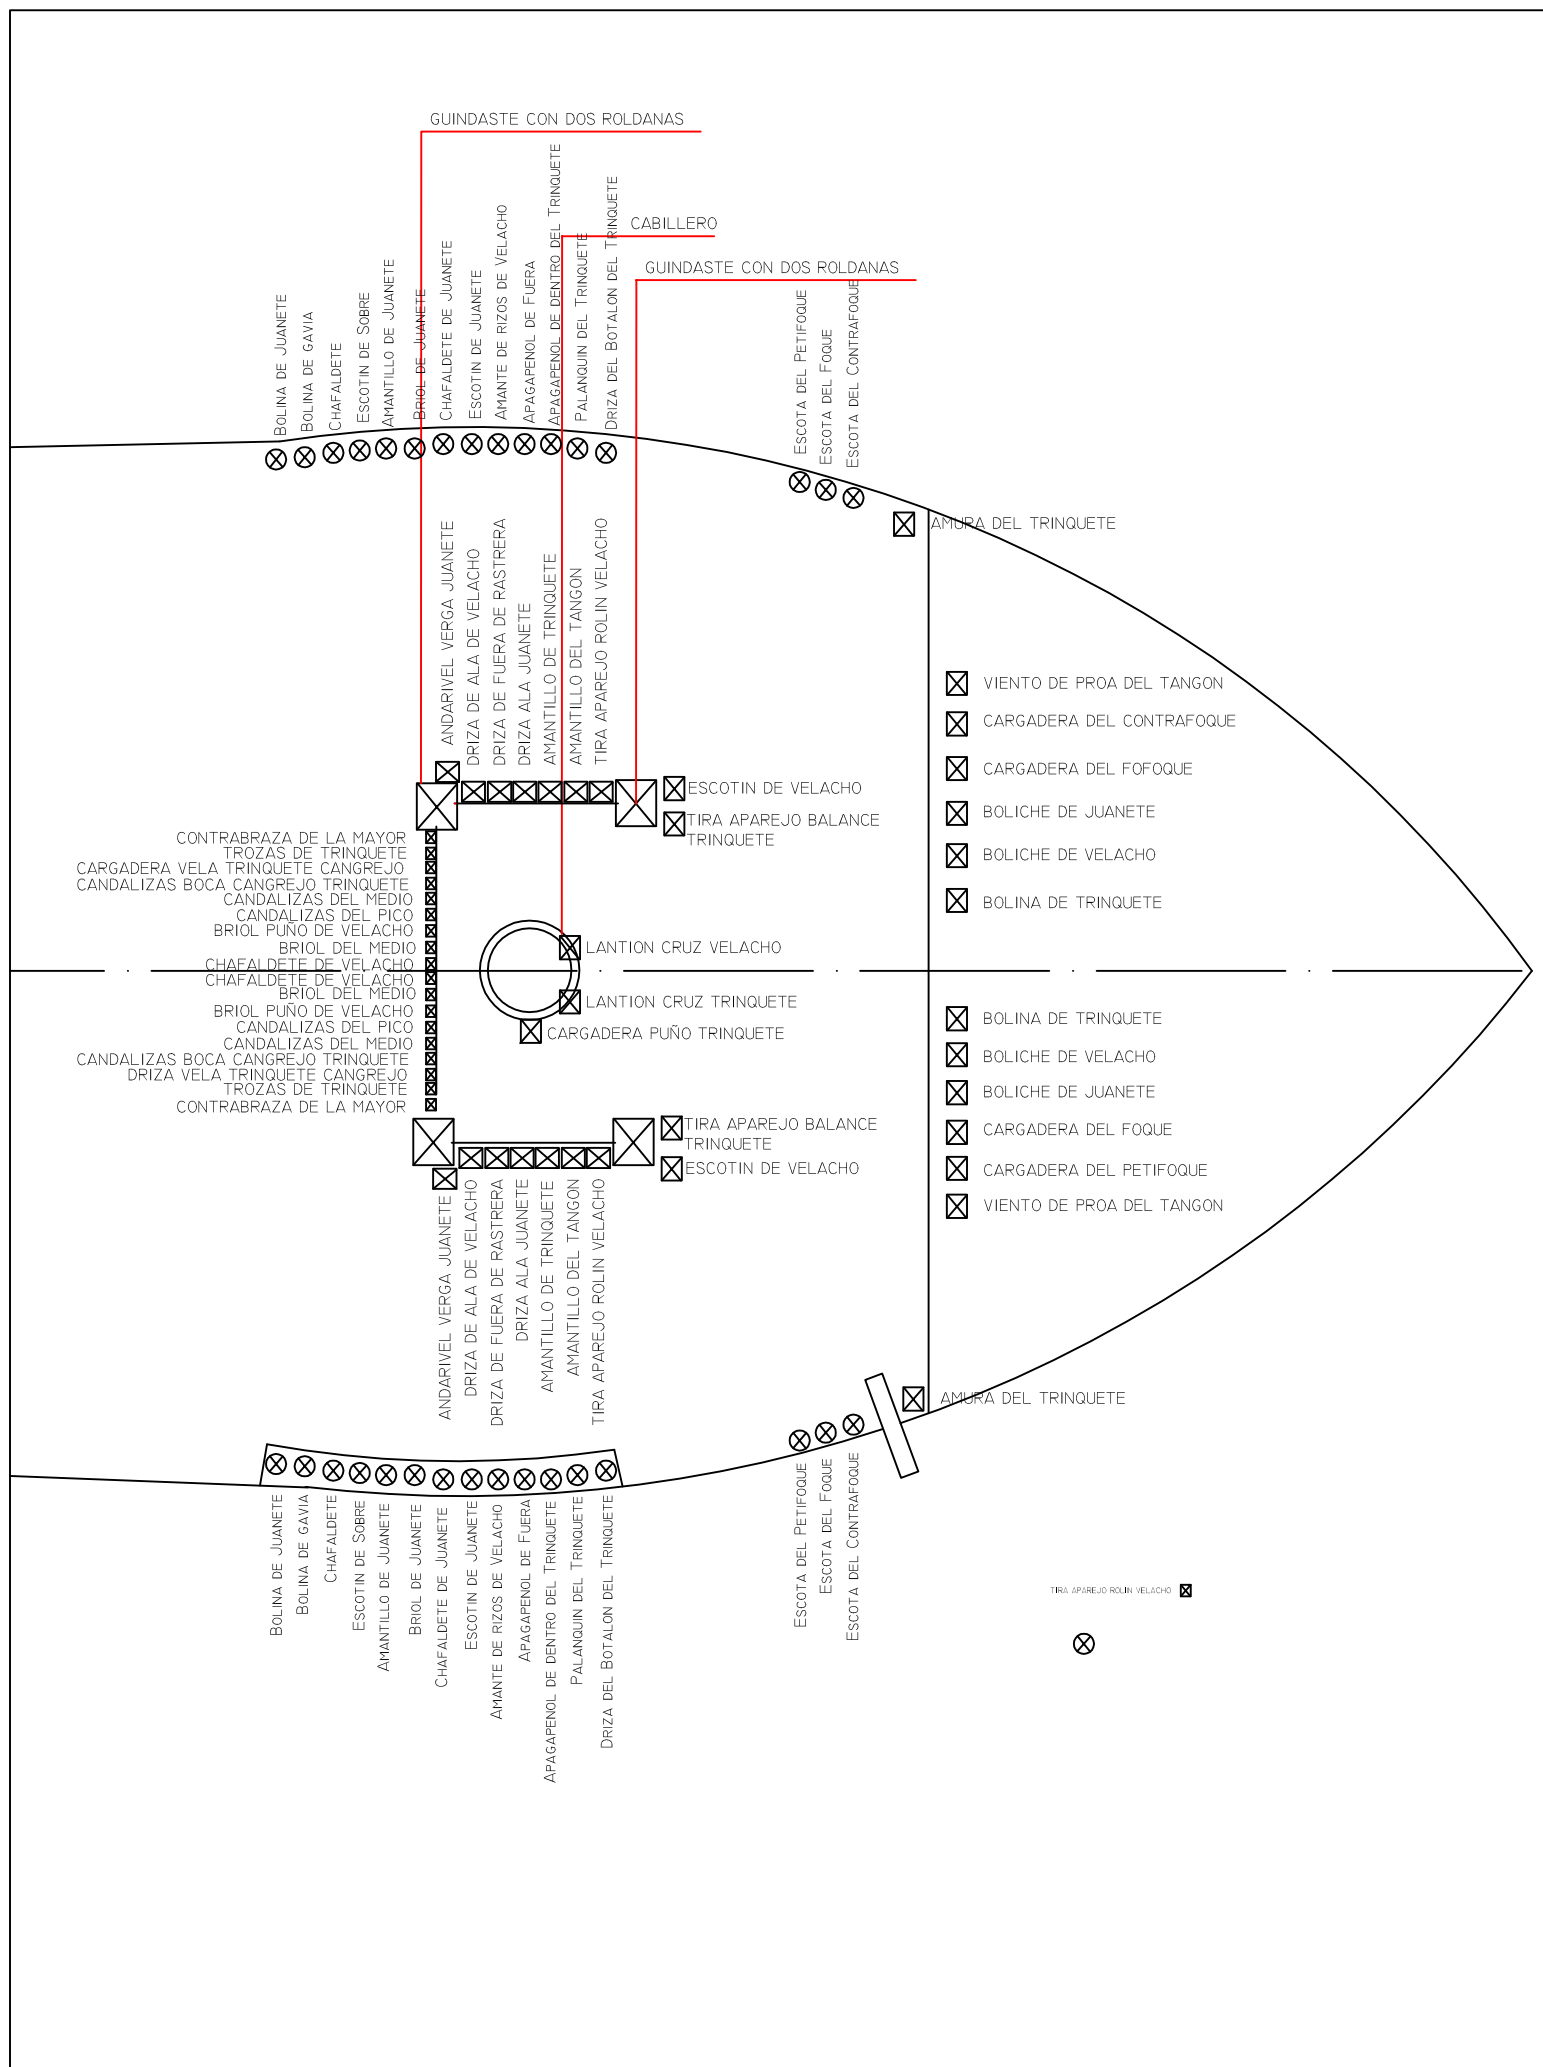 GUINDASTE CON DOS ROLDANAS
CABILLERO
GUINDASTE CON DOS ROLDANAS
BOLINA DE JUANETE
BOLINA DE GAVIA
CHAFALDETE
ESCOTIN DE SOBRE
AMANTILLO DE JUANETE
BRIOL DE JUANETE
CHAFALDETE DE JUANETE
ESCOTIN DE JUANETE
AMANTE DE RIZOS DE VELACHO
APAGAPENOL DE FUERA
APAGAPENOL DE DENTRO DEL TRINQUETE
PALANQUIN DEL TRINQUETE
DRIZA DEL BOTALON DEL TRINQUETE
ESCOTA DEL PETIFOQUE
ESCOTA DEL FOQUE
ESCOTA DEL CONTRAFOQUE
AMURA DEL TRINQUETE
ANDARIVEL VERGA JUANETE
DRIZA DE ALA DE VELACHO
DRIZA DE FUERA DE RASTRERA
DRIZA ALA JUANETE
AMANTILLO DE TRINQUETE
AMANTILLO DEL TANGON
TIRA APAREJO ROLIN VELACHO
ESCOTIN DE VELACHO
TIRA APAREJO BALANCE
TRINQUETE
VIENTO DE PROA DEL TANGON
CARGADERA DEL CONTRAFOQUE
CARGADERA DEL FOFOQUE
BOLICHE DE JUANETE
BOLICHE DE VELACHO
BOLINA DE TRINQUETE
CONTRABRAZA DE LA MAYOR
TROZAS DE TRINQUETE
CARGADERA VELA TRINQUETE CANGREJO
CANDALIZAS BOCA CANGREJO TRINQUETE
CANDALIZAS DEL MEDIO
CANDALIZAS DEL PICO
BRIOL PUÑO DE VELACHO
BRIOL DEL MEDIO
CHAFALDETE DE VELACHO
CHAFALDETE DE VELACHO
BRIOL DEL MEDIO
BRIOL PUÑO DE VELACHO
CANDALIZAS DEL PICO
CANDALIZAS DEL MEDIO
CANDALIZAS BOCA CANGREJO TRINQUETE
DRIZA VELA TRINQUETE CANGREJO
TROZAS DE TRINQUETE
CONTRABRAZA DE LA MAYOR
LANTION CRUZ VELACHO
LANTION CRUZ TRINQUETE
CARGADERA PUÑO TRINQUETE
BOLINA DE TRINQUETE
BOLICHE DE VELACHO
BOLICHE DE JUANETE
CARGADERA DEL FOQUE
CARGADERA DEL PETIFOQUE
VIENTO DE PROA DEL TANGON
TIRA APAREJO BALANCE
TRINQUETE
ESCOTIN DE VELACHO
ANDARIVEL VERGA JUANETE
DRIZA DE ALA DE VELACHO
DRIZA DE FUERA DE RASTRERA
DRIZA ALA JUANETE
AMANTILLO DE TRINQUETE
AMANTILLO DEL TANGON
TIRA APAREJO ROLIN VELACHO
AMURA DEL TRINQUETE
BOLINA DE JUANETE
BOLINA DE GAVIA
CHAFALDETE
ESCOTIN DE SOBRE
AMANTILLO DE JUANETE
BRIOL DE JUANETE
CHAFALDETE DE JUANETE
ESCOTIN DE JUANETE
AMANTE DE RIZOS DE VELACHO
APAGAPENOL DE FUERA
APAGAPENOL DE DENTRO DEL TRINQUETE
PALANQUIN DEL TRINQUETE
DRIZA DEL BOTALON DEL TRINQUETE
ESCOTA DEL PETIFOQUE
ESCOTA DEL FOQUE
ESCOTA DEL CONTRAFOQUE
TIRA APAREJO ROLIN VELACHO